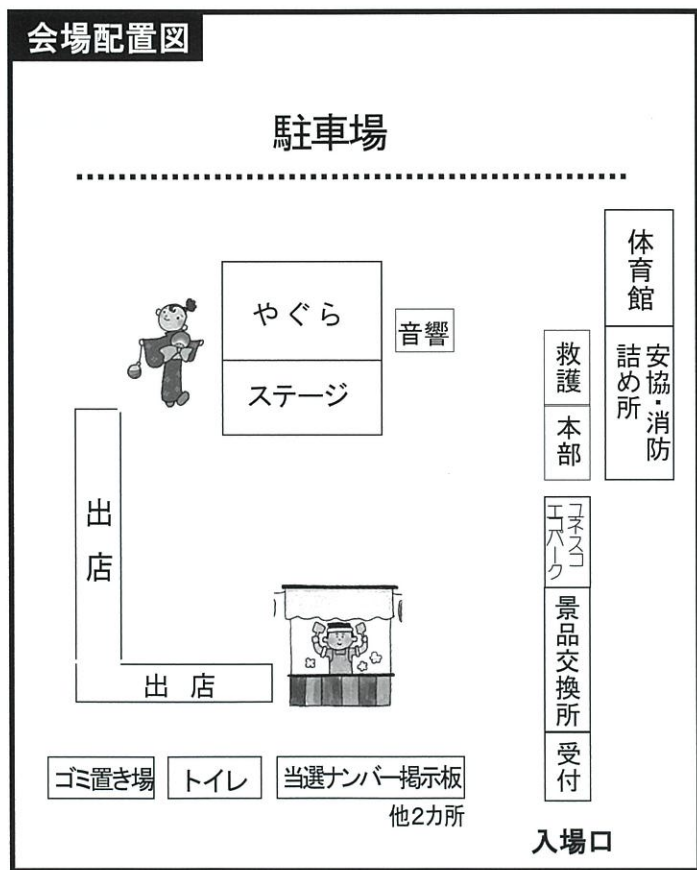 会場配置図
駐車場
やぐら
ステージ
音響
体育館
安協・消防
詰め所
救護
本部
ユネスコ
エコパーク
景品交換所
受付
出店
出店
ゴミ置き場
トイレ
当選ナンバー掲示板
他2カ所
入場口